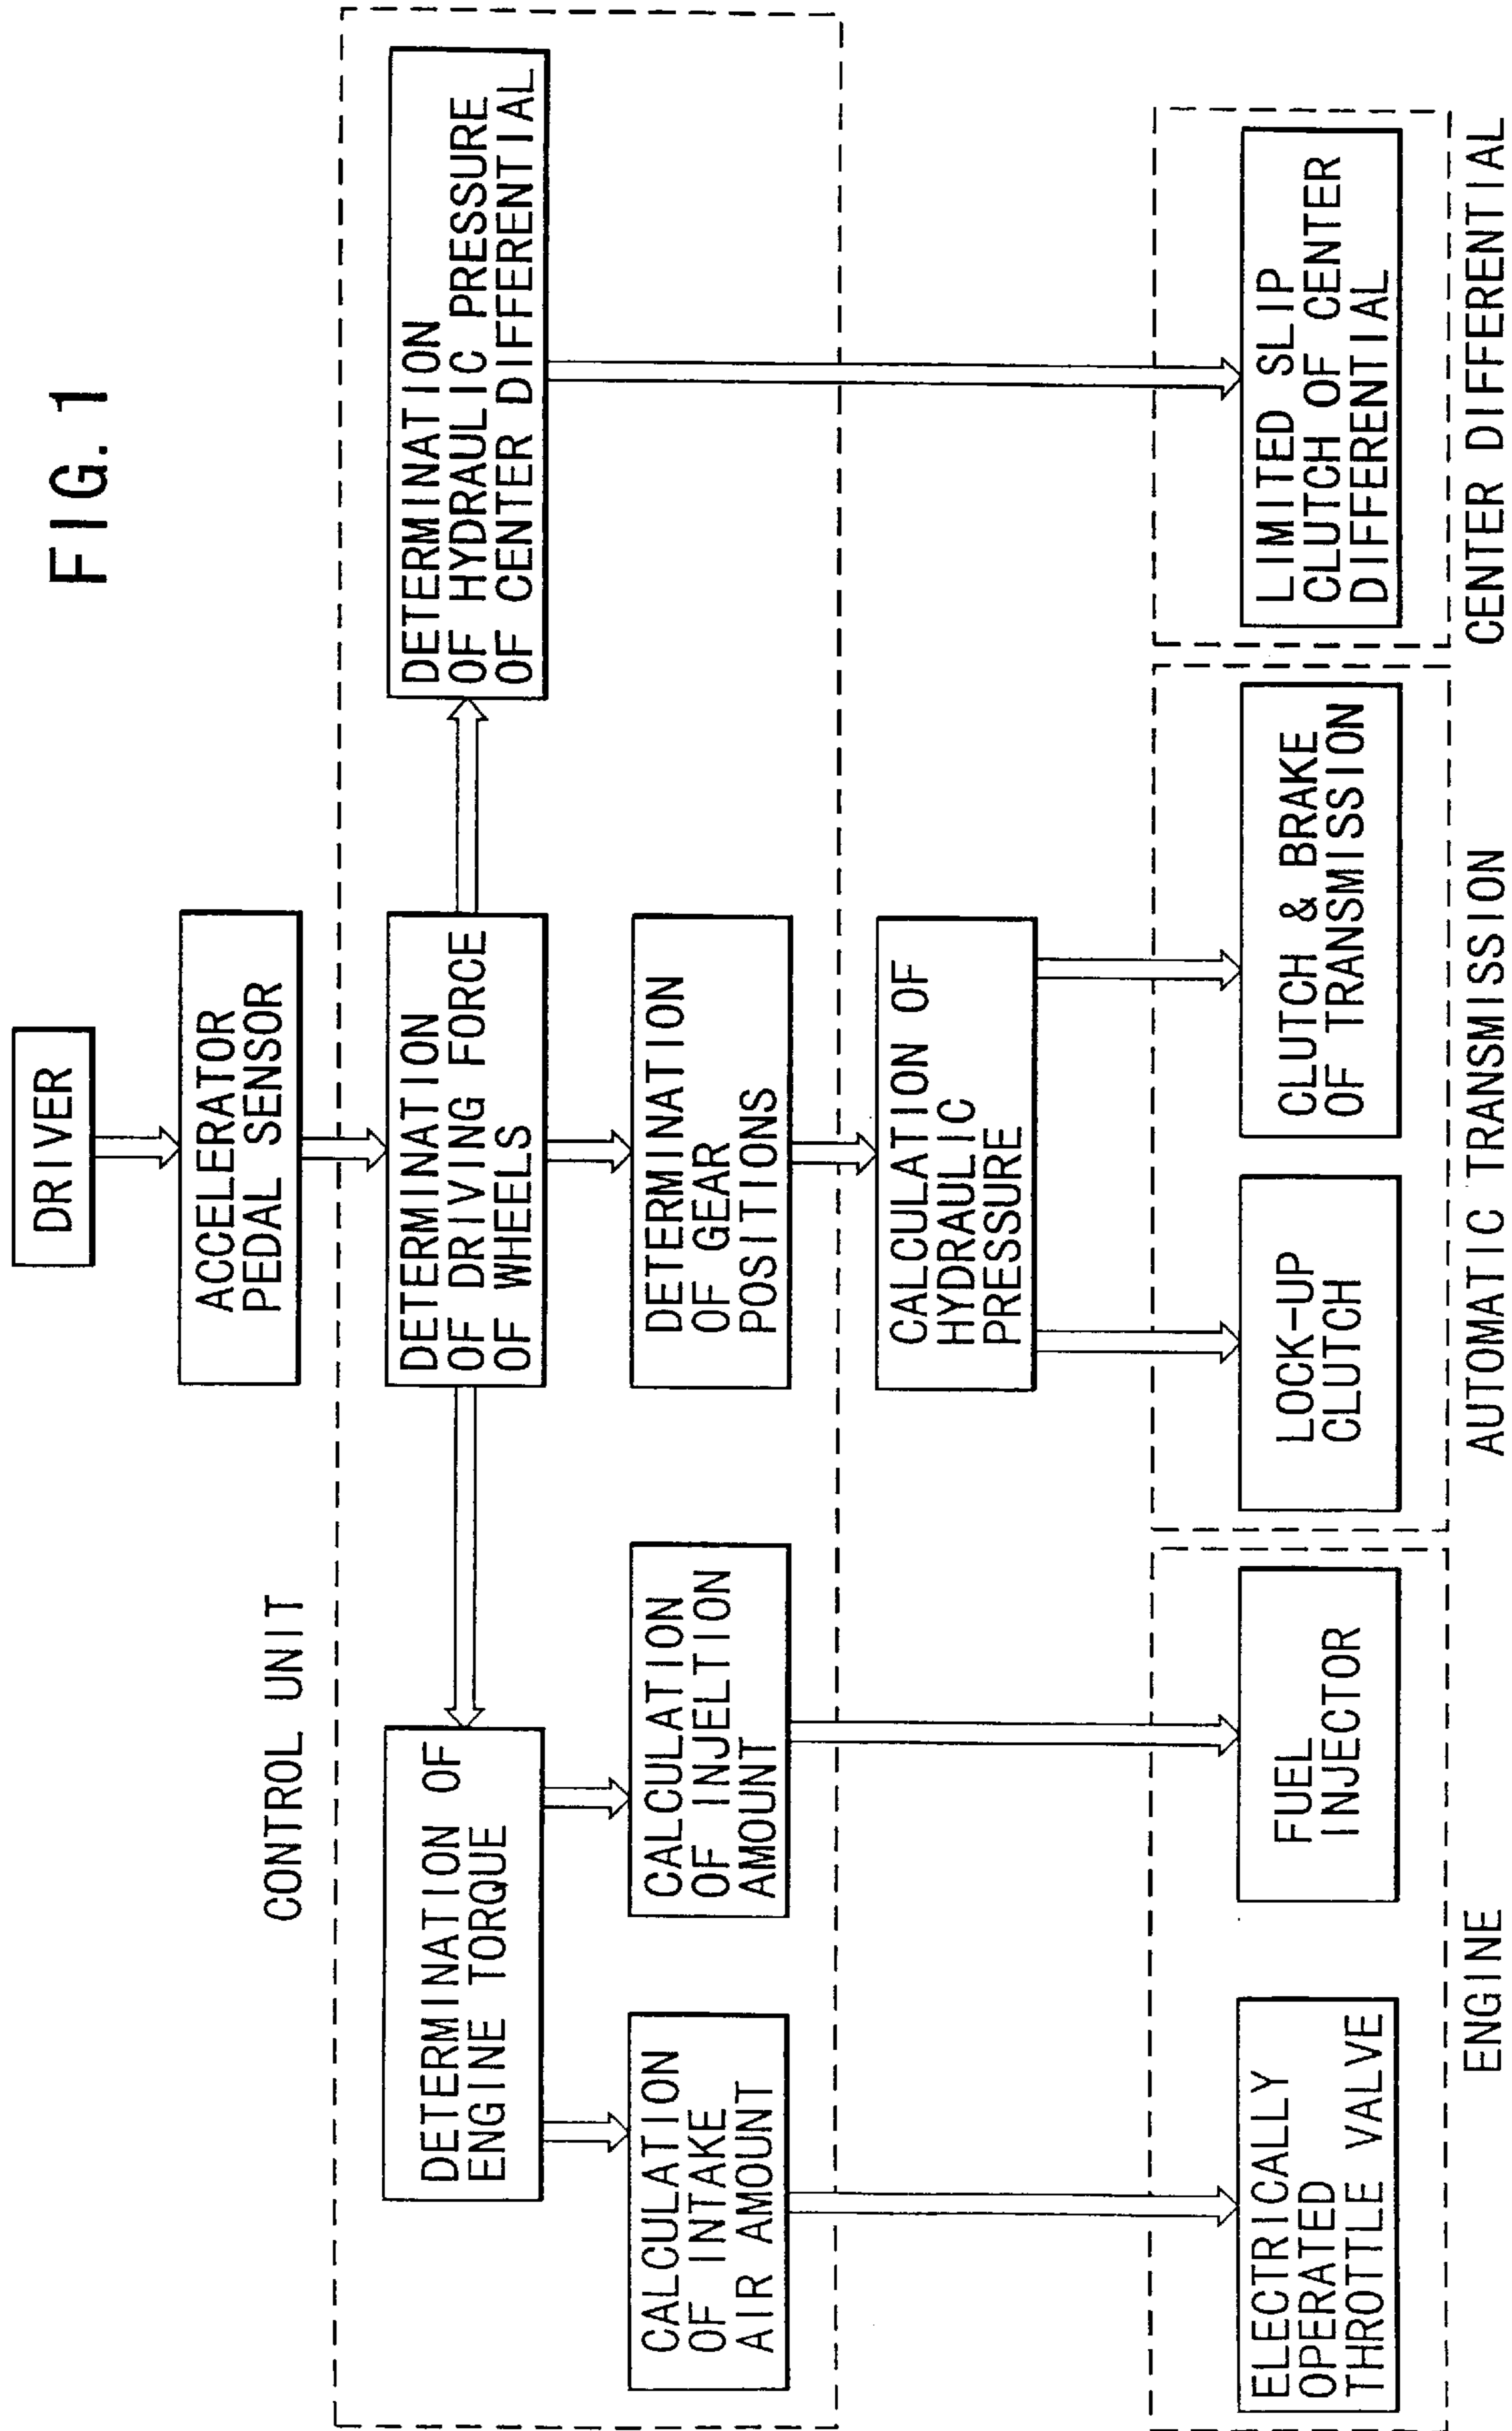 FIG. 1
DRIVER
ACCELERATOR
PEDAL SENSOR
CONTROL UNIT
DETERMINATION OF
ENGINE TORQUE
DETERMINATION
OF DRIVING FORCE
OF WHEELS
DETERMINATION
OF HYDRAULIC PRESSURE
OF CENTER DIFFERENTIAL
CALCULATION
OF INTAKE
AIR AMOUNT
CALCULATION
OF INJELTION
AMOUNT
DETERMINATION
OF GEAR
POSITIONS
CALCULATION OF
HYDRAULIC
PRESSURE
ELECTRICALLY
OPERATED
THROTTLE VALVE
FUEL
INJECTOR
LOCK-UP
CLUTCH
CLUTCH & BRAKE
OF TRANSMISSION
LIMITED SLIP
CLUTCH OF CENTER
DIFFERENTIAL
ENGINE
AUTOMATIC TRANSMISSION
CENTER DIFFERENTIAL